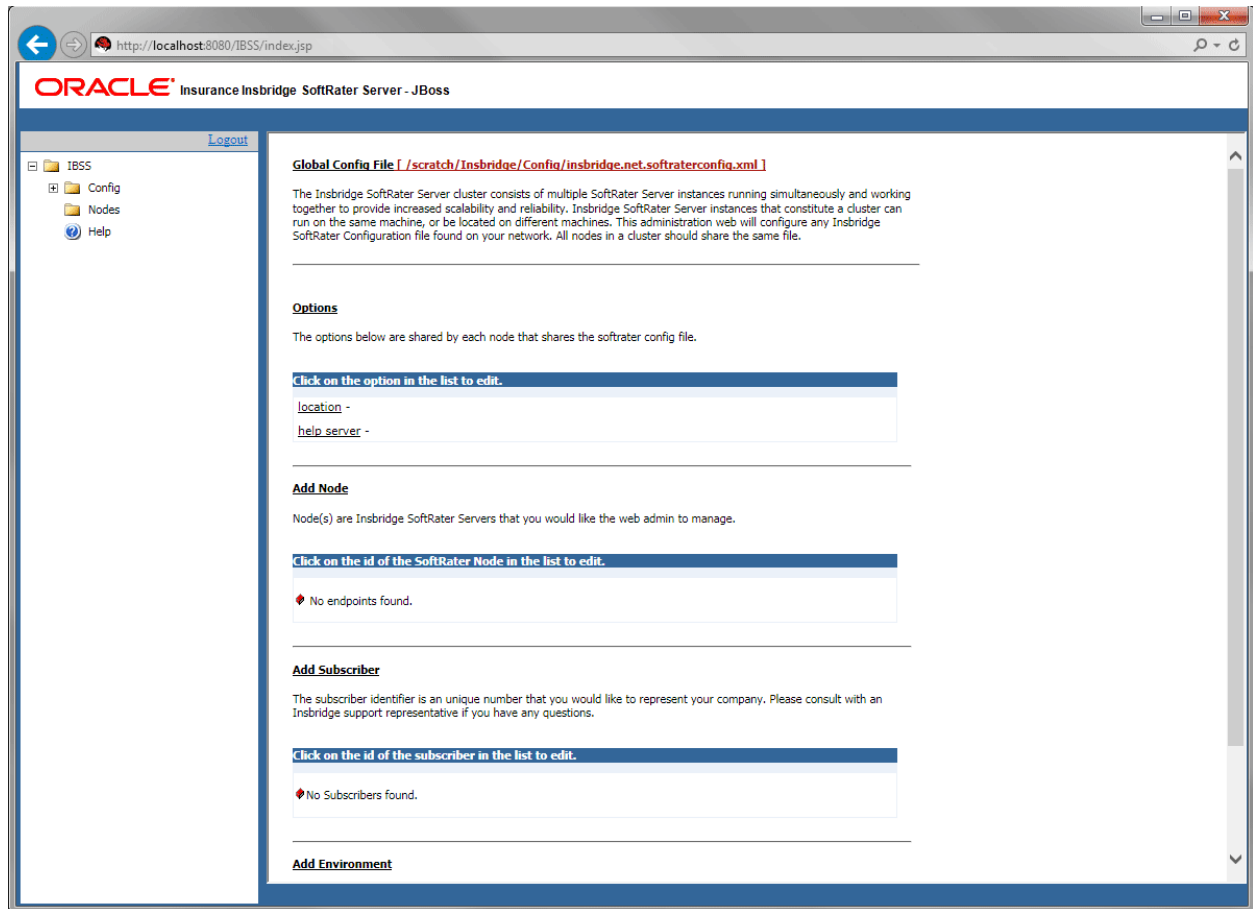 http://localhost:8080/IBSS/index.jsp
ORACLE® Insurance Insbridge SoftRater Server - JBoss
Logout
IBSS
Config
Nodes
Help
Global Config File [ /scratch/Insbridge/Config/insbridge.net.softraterconfig.xml ]
The Insbridge SoftRater Server cluster consists of multiple SoftRater Server instances running simultaneously and working
together to provide increased scalability and reliability. Insbridge SoftRater Server instances that constitute a cluster can
run on the same machine, or be located on different machines. This administration web will configure any Insbridge
SoftRater Configuration file found on your network. All nodes in a cluster should share the same file.
Options
The options below are shared by each node that shares the softrater config file.
Click on the option in the list to edit.
location -
help server -
Add Node
Node(s) are Insbridge SoftRater Servers that you would like the web admin to manage.
Click on the id of the SoftRater Node in the list to edit.
No endpoints found.
Add Subscriber
The subscriber identifier is an unique number that you would like to represent your company. Please consult with an
Insbridge support representative if you have any questions.
Click on the id of the subscriber in the list to edit.
No Subscribers found.
Add Environment